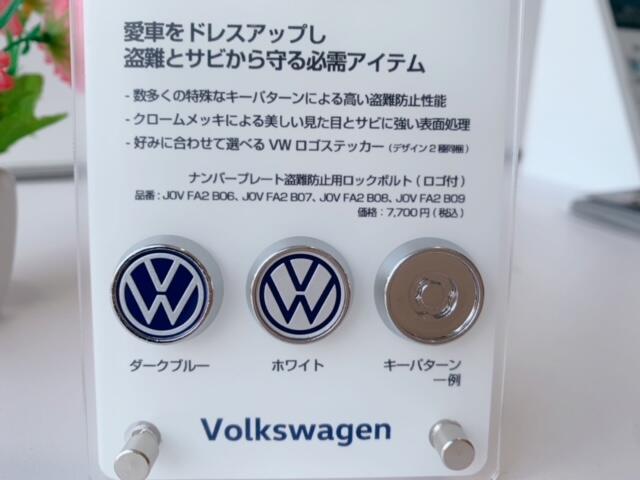 愛車をドレスアップし
盗難とサビから守る必需アイテム
- 数多くの特殊なキーパターンによる高い盗難防止性能
- クロームメッキによる美しい見た目とサビに強い表面処理
- 好みに合わせて選べる VW ロゴステッカー (デザイン2種同梱)
ナンバープレート盗難防止用ロックボルト (ロゴ付)
品番 : J0V FA2 B06、J0V FA2 B07、J0V FA2 B08、J0V FA2 B09
価格 : 7,700 円 (税込)
ダークブルー ホワイト キーパターン
一例
Volkswagen